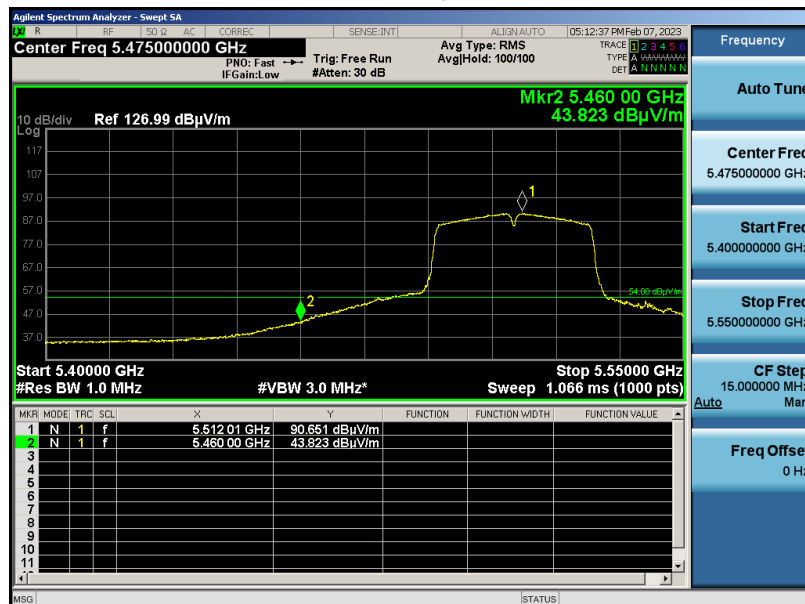 Agilent Spectrum Analyzer - Swept SA
LXI R RF 50 Ω AC CORREC SENSE:INT ALIGN AUTO 05:12:37 PM Feb 07, 2023
Center Freq 5.475000000 GHz
PNO: Fast
IFGain:Low
Trig: Free Run
#Atten: 30 dB
Avg Type: RMS
Avg|Hold: 100/100
TRACE 1 2 3 4 5 6
TYPE A WWWWW
DET A N N N N N
Mkr2 5.460 00 GHz
43.823 dBµV/m
10 dB/div Ref 126.99 dBµV/m
Log
117
107
97.0
87.0
77.0
67.0
57.0
47.0
37.0
1
2
54.00 dBµV/m
Start 5.40000 GHz Stop 5.55000 GHz
#Res BW 1.0 MHz #VBW 3.0 MHz* Sweep 1.066 ms (1000 pts)
MKR MODE TRC SCL X Y FUNCTION FUNCTION WIDTH FUNCTION VALUE
1 N 1 f 5.512 01 GHz 90.651 dBµV/m
2 N 1 f 5.460 00 GHz 43.823 dBµV/m
3
4
5
6
7
8
9
10
11
MSG STATUS
Frequency
Auto Tune
Center Freq
5.475000000 GHz
Start Freq
5.400000000 GHz
Stop Freq
5.550000000 GHz
CF Step
15.000000 MHz
Auto Man
Freq Offset
0 Hz